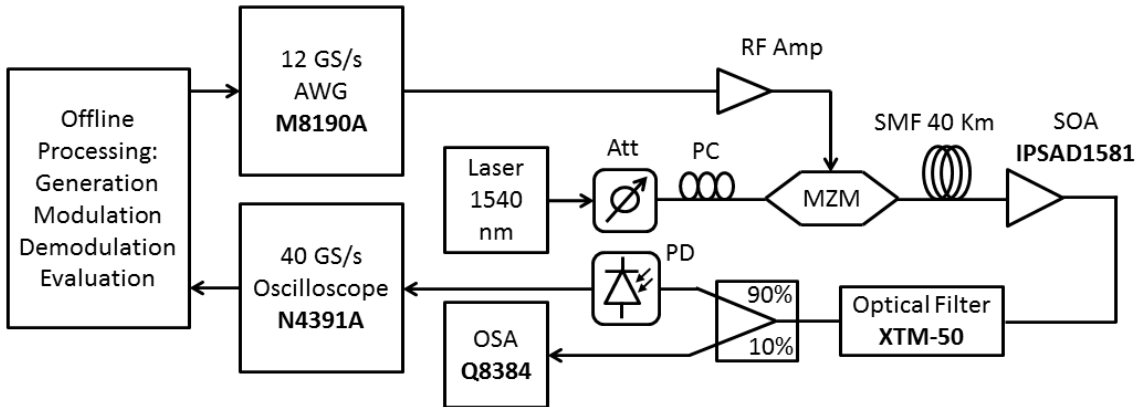 Offline
Processing:
Generation
Modulation
Demodulation
Evaluation
12 GS/s
AWG
M8190A
RF Amp
Laser
1540
nm
Att
PC
MZM
SMF 40 Km
SOA
IPSAD1581
40 GS/s
Oscilloscope
N4391A
PD
OSA
Q8384
90%
10%
Optical Filter
XTM-50